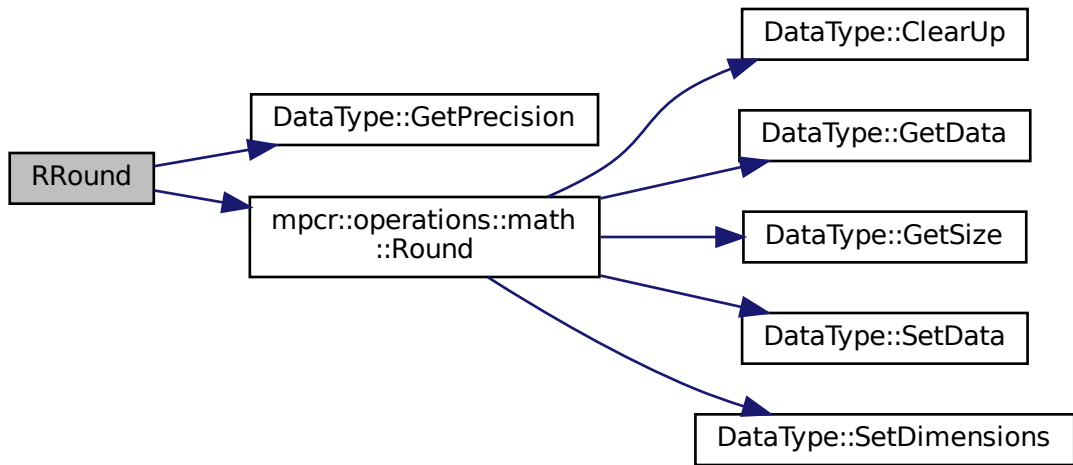 RRound
DataType::GetPrecision
mpcr::operations::math
::Round
DataType::ClearUp
DataType::GetData
DataType::GetSize
DataType::SetData
DataType::SetDimensions